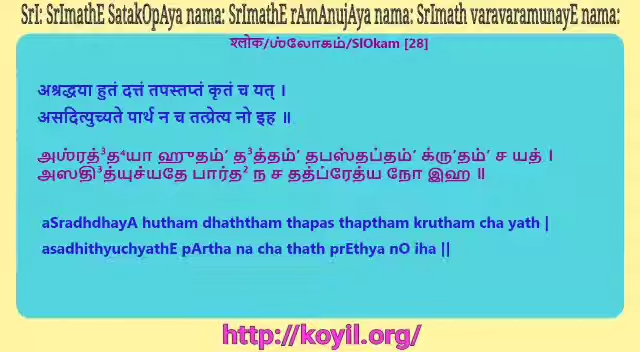 SrI: SrImathE SatakOpAya nama: SrImathE rAmAnujAya nama: SrImath varavaramunayE nama:
श्लोक/ஶ்லோகம்/SlOkam [28]
अश्रद्धया हुतं दत्तं तपस्तप्तं कृतं च यत् ।
असदित्युच्यते पार्थ न च तत्प्रेत्य नो इह ॥
அஶ்ரத்³த⁴யா ஹுதம்ʼ த³த்தம்ʼ தபஸ்தப்தம்ʼ க்ருʼதம்ʼ ச யத் ।
அஸதி³த்யுச்யதே பார்த² ந ச தத்ப்ரேத்ய நோ இஹ ॥
aSradhdhayA hutham dhaththam thapas thaptham krutham cha yath |
asadhithyuchyathE pArtha na cha thath prEthya nO iha ||
http://koyil.org/